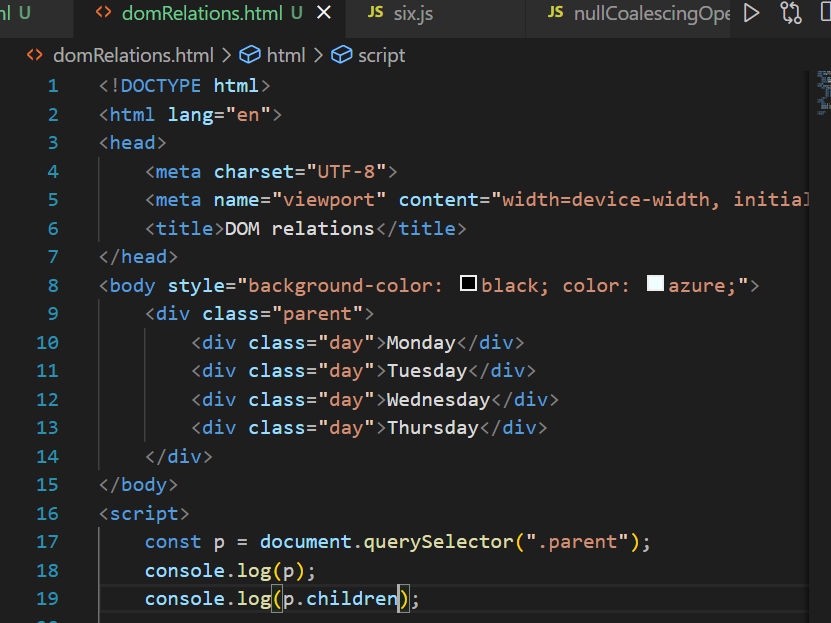 ml U domRelations.html U JS six.js JS nullCoalescingOpe
domRelations.html > html > script
1 <!DOCTYPE html>
2 <html lang="en">
3 <head>
4 <meta charset="UTF-8">
5 <meta name="viewport" content="width=device-width, initial
6 <title>DOM relations</title>
7 </head>
8 <body style="background-color: black; color: azure;">
9 <div class="parent">
10 <div class="day">Monday</div>
11 <div class="day">Tuesday</div>
12 <div class="day">Wednesday</div>
13 <div class="day">Thursday</div>
14 </div>
15 </body>
16 <script>
17 const p = document.querySelector(".parent");
18 console.log(p);
19 console.log(p.children);